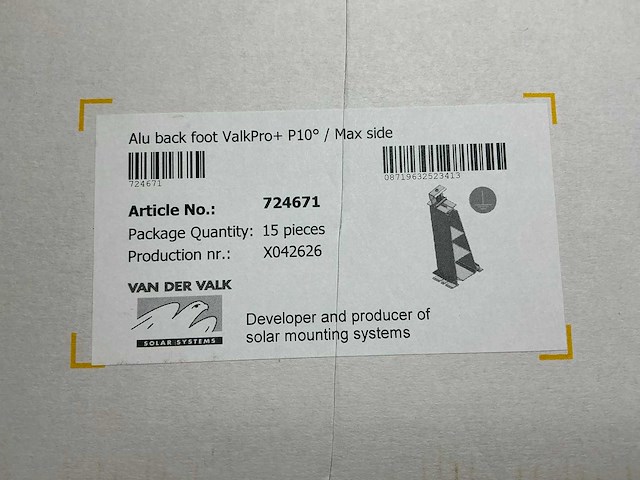 Alu back foot ValkPro+ P10° / Max side
724671
08719632523413
Article No.: 724671
Package Quantity: 15 pieces
Production nr.: X042626
VAN DER VALK
SOLAR SYSTEMS
Developer and producer of
solar mounting systems